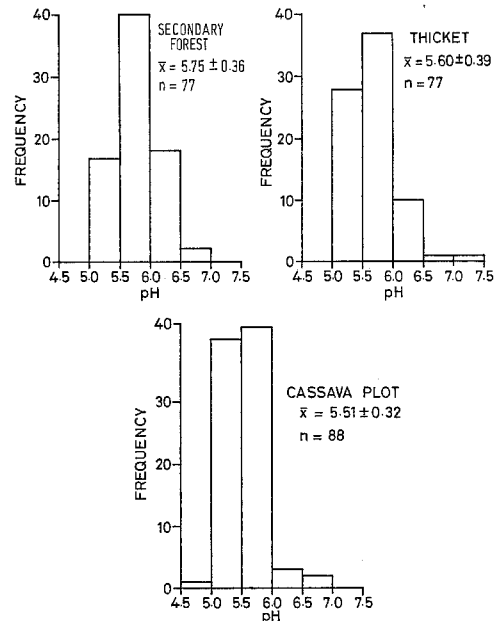 40
30
20
10
0
FREQUENCY
SECONDARY
FOREST
x̄ = 5.75 ± 0.36
n = 77
4.5 5.0 5.5 6.0 6.5 7.0 7.5
pH
40
30
20
10
0
FREQUENCY
THICKET
x̄ = 5.60±0.39
n = 77
4.5 5.0 5.5 6.0 6.5 7.0 7.5
pH
40
30
20
10
0
FREQUENCY
CASSAVA PLOT
x̄ = 5.51±0.32
n = 88
4.5 5.0 5.5 6.0 6.5 7.0 7.5
pH